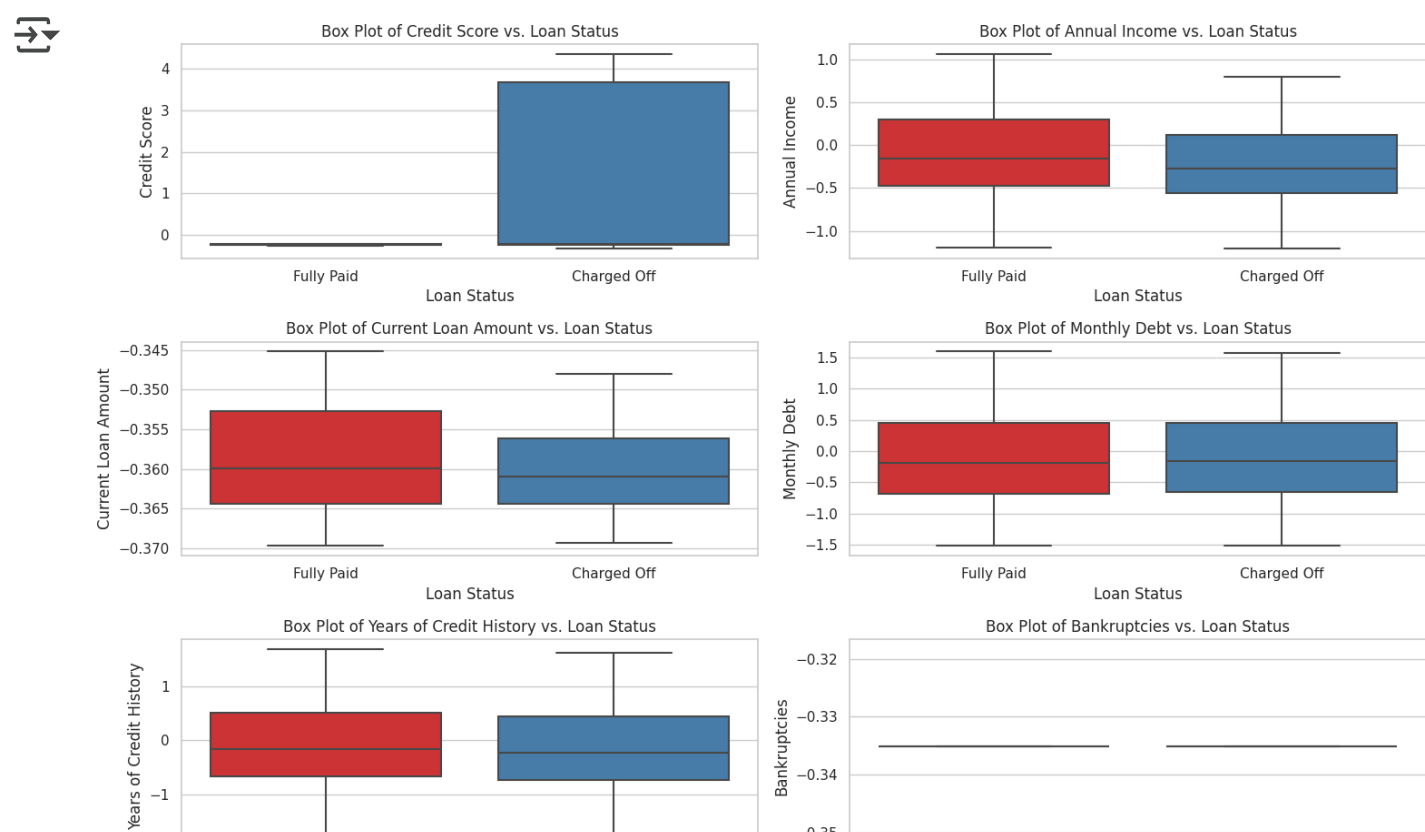 Box Plot of Credit Score vs. Loan Status
Credit Score
4
3
2
1
0
Fully Paid
Charged Off
Loan Status
Box Plot of Annual Income vs. Loan Status
Annual Income
1.0
0.5
0.0
−0.5
−1.0
Fully Paid
Charged Off
Loan Status
Box Plot of Current Loan Amount vs. Loan Status
Current Loan Amount
−0.345
−0.350
−0.355
−0.360
−0.365
−0.370
Fully Paid
Charged Off
Loan Status
Box Plot of Monthly Debt vs. Loan Status
Monthly Debt
1.5
1.0
0.5
0.0
−0.5
−1.0
−1.5
Fully Paid
Charged Off
Loan Status
Box Plot of Years of Credit History vs. Loan Status
Years of Credit History
1
0
−1
Box Plot of Bankruptcies vs. Loan Status
Bankruptcies
−0.32
−0.33
−0.34
−0.35